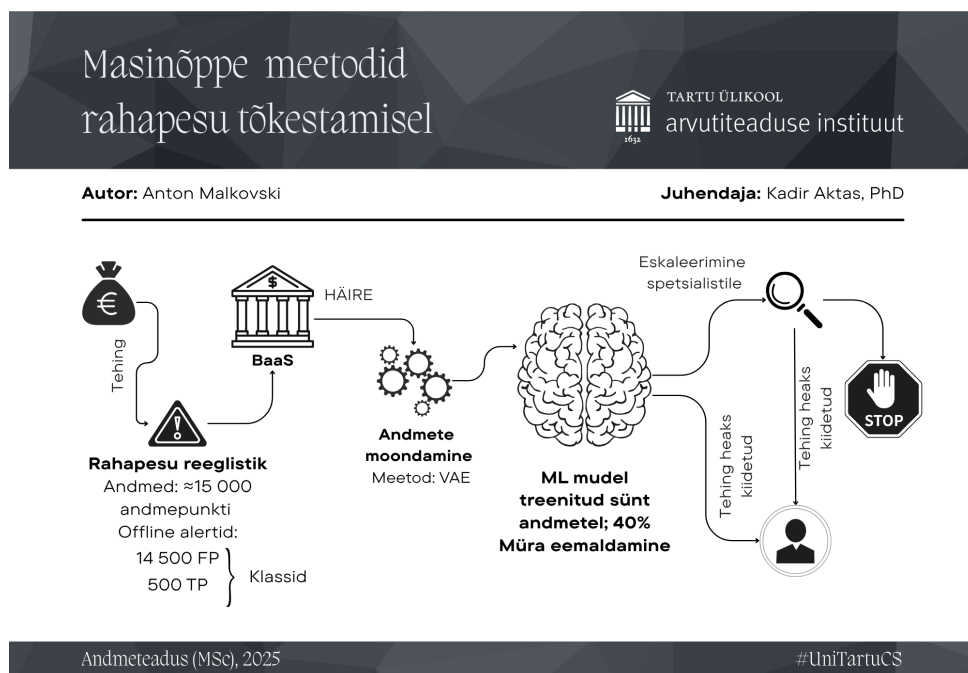 Masinõppe meetodid
rahapesu tõkestamisel
TARTU ÜLIKOOL
arvutiteaduse instituut
1632
Autor: Anton Malkovski
Juhendaja: Kadir Aktas, PhD
€
Tehing
Rahapesu reeglistik
Andmed: ≈15 000
andmepunkti
Offline alertid:
14 500 FP
500 TP
Klassid
$
BaaS
HÄIRE
Andmete
moondamine
Meetod: VAE
ML mudel
treenitud sünt
andmetel; 40%
Müra eemaldamine
Eskaleerimine
spetsialistile
Tehing heaks
kiidetud
Tehing heaks
kiidetud
STOP
Andmeteadus (MSc), 2025
#UniTartuCS